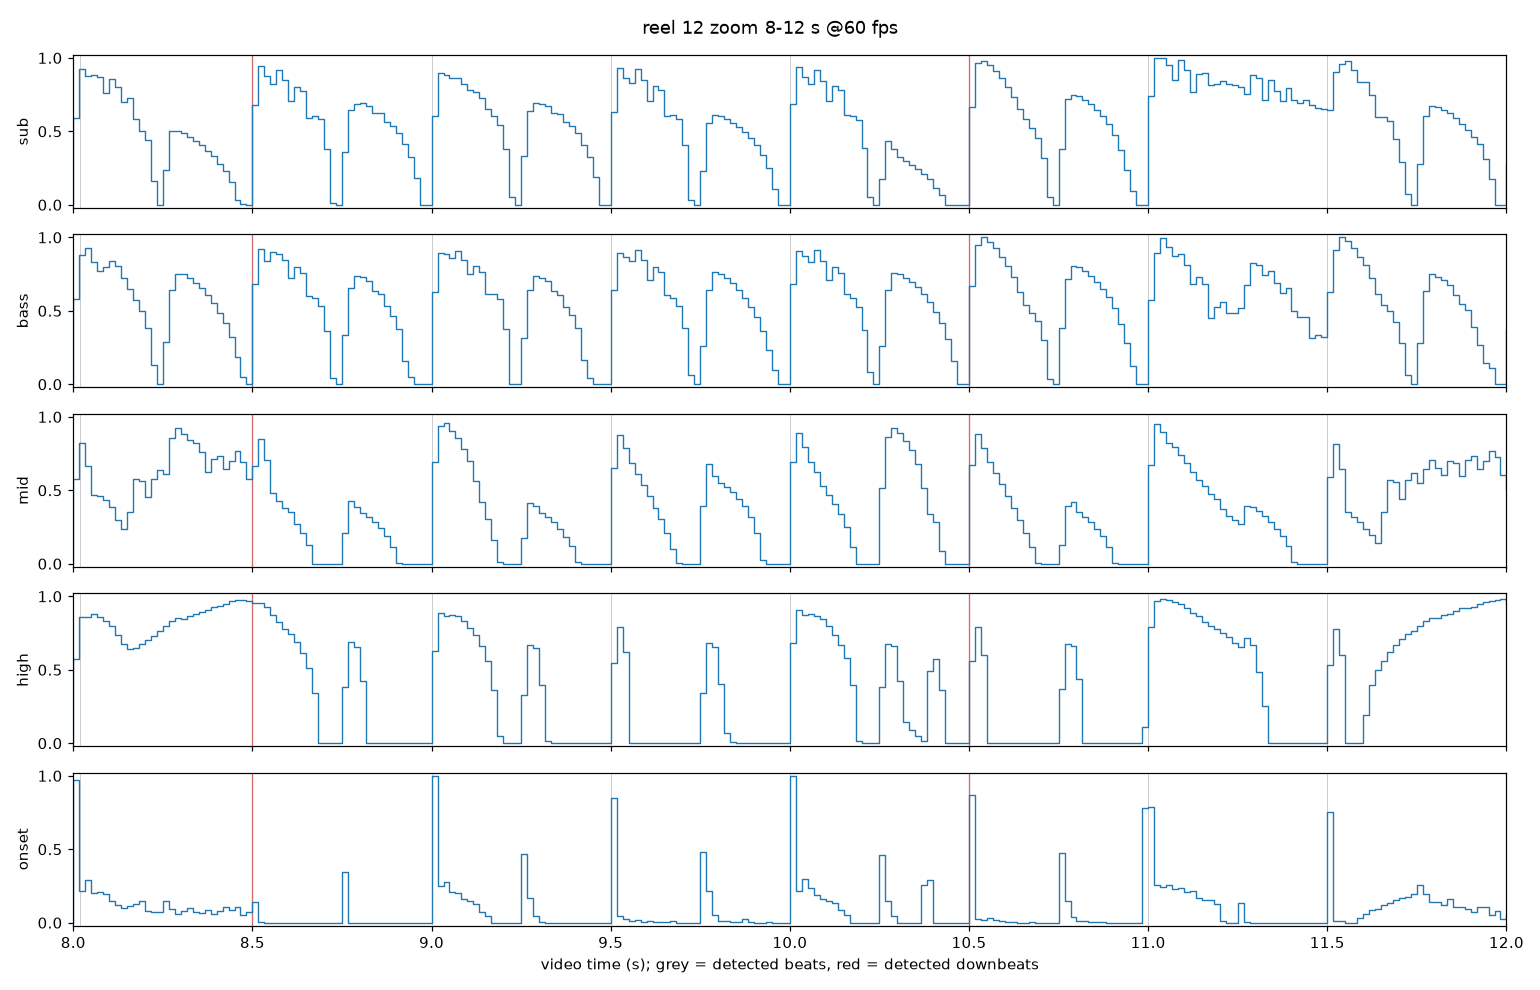 reel 12 zoom 8-12 s @60 fps
1.0
0.5
0.0
sub
1.0
0.5
0.0
bass
1.0
0.5
0.0
mid
1.0
0.5
0.0
high
1.0
0.5
0.0
onset
8.0 8.5 9.0 9.5 10.0 10.5 11.0 11.5 12.0
video time (s); grey = detected beats, red = detected downbeats